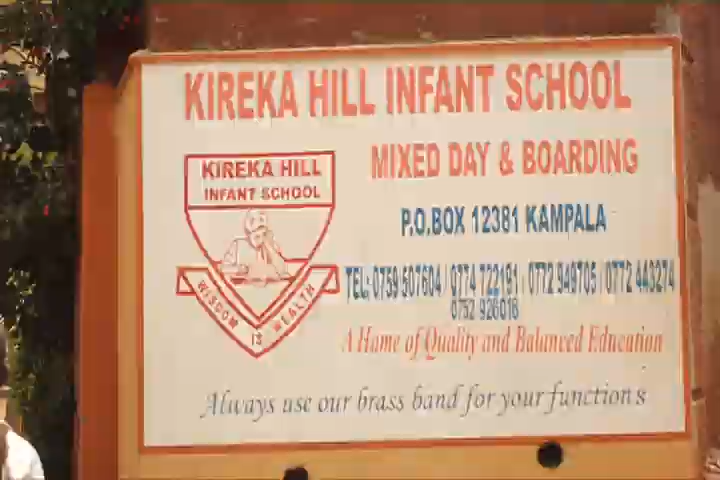 KIREKA HILL INFANT SCHOOL
KIREKA HILL
INFANT SCHOOL
WISDOM IS WEALTH
MIXED DAY & BOARDING
P.O.BOX 12381 KAMPALA
TEL: 0759 507604 / 0774 722191 / 0772 949705 / 0772 443274
0752 926016
A Home of Quality and Balanced Education
Always use our brass band for your functions